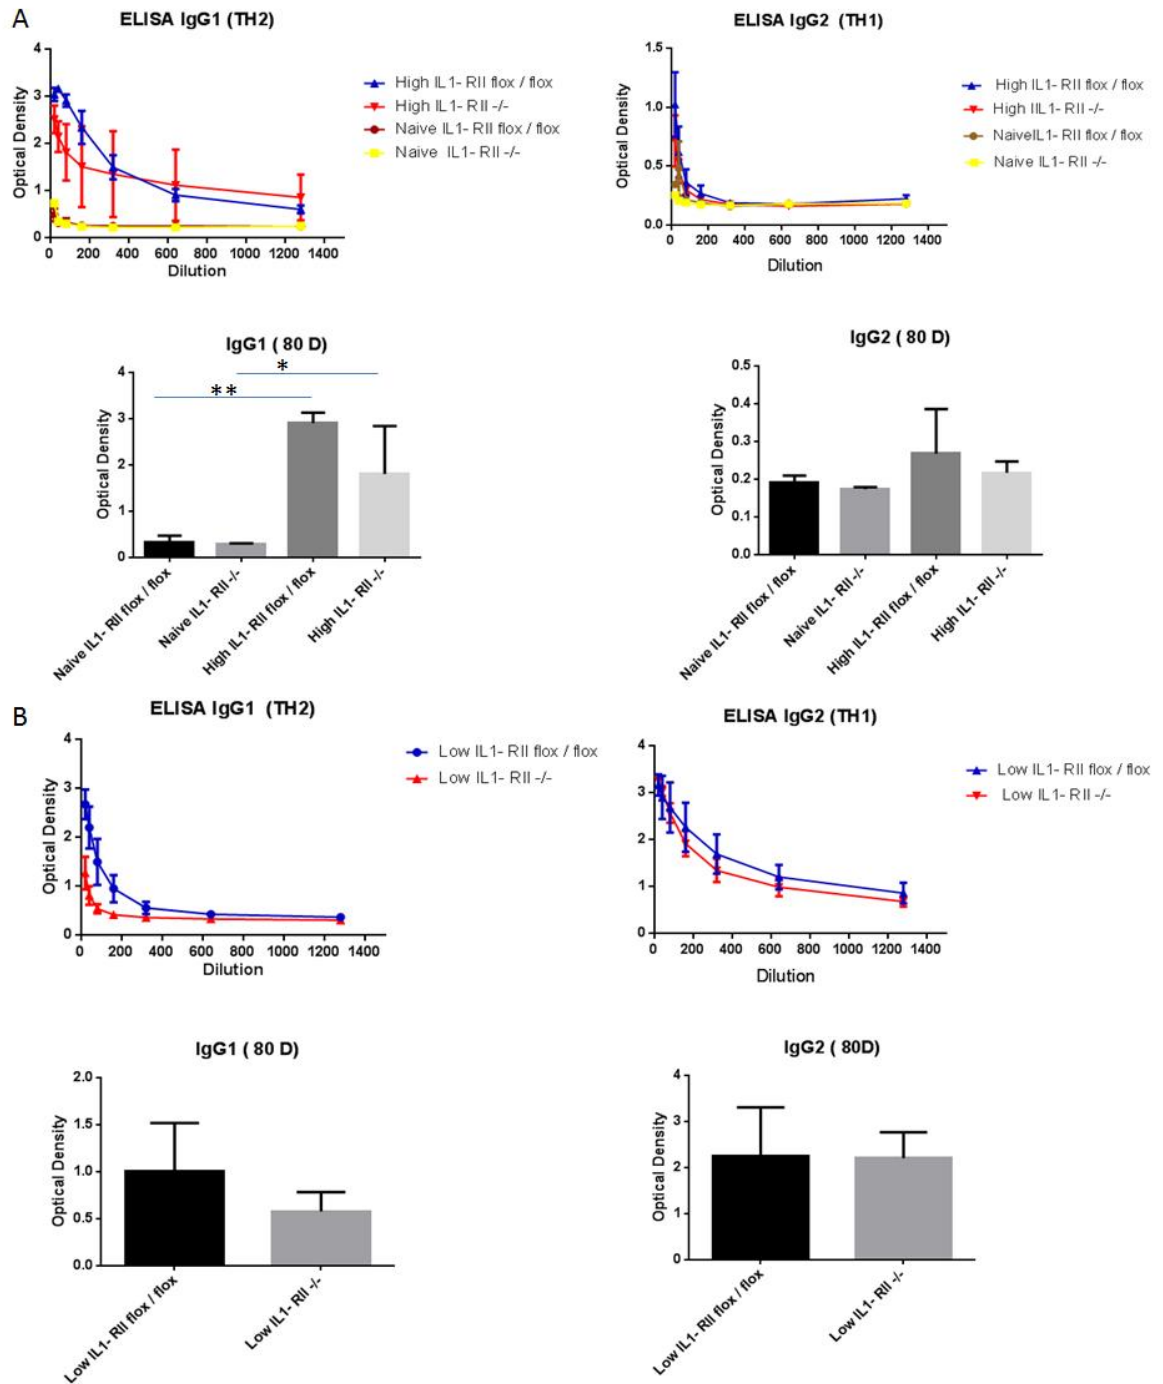 A
ELISA IgG1 (TH2)
4
3
2
1
0
Optical Density
0 200 400 600 800 1000 1200 1400
Dilution
High IL1- RII flox / flox
High IL1- RII -/-
Naive IL1- RII flox / flox
Naive IL1- RII -/-
ELISA IgG2 (TH1)
1.5
1.0
0.5
0.0
Optical Density
0 200 400 600 800 1000 1200 1400
Dilution
High IL1- RII flox / flox
High IIL1- RII -/-
NaiveIL1- RII flox / flox
Naive IL1- RII -/-
IgG1 ( 80 D)
*
**
4
3
2
1
0
Optical Density
Naive IL1- RII flox / flox
Naive IL1- RII -/-
High IL1- RII flox / flox
High IL1- RII -/-
IgG2 ( 80 D)
0.5
0.4
0.3
0.2
0.1
0.0
Optical Density
Naive IL1- RII flox / flox
Naive IL1- RII -/-
High IL1- RII flox / flox
High IL1- RII -/-
B
ELISA IgG1 (TH2)
4
3
2
1
0
Optical Density
0 200 400 600 800 1000 1200 1400
Dilution
Low IL1- RII flox / flox
Low IL1- RII -/-
ELISA IgG2 (TH1)
4
3
2
1
0
Optical Density
0 200 400 600 800 1000 1200 1400
Dilution
Low IL1- RII flox / flox
Low IL1- RII -/-
IgG1 ( 80 D)
2.0
1.5
1.0
0.5
0.0
Optical Density
Low IL1- RII flox / flox
Low IL1- RII -/-
IgG2 ( 80D)
4
3
2
1
0
Optical Density
Low IL1- RII flox / flox
Low IL1- RII -/-